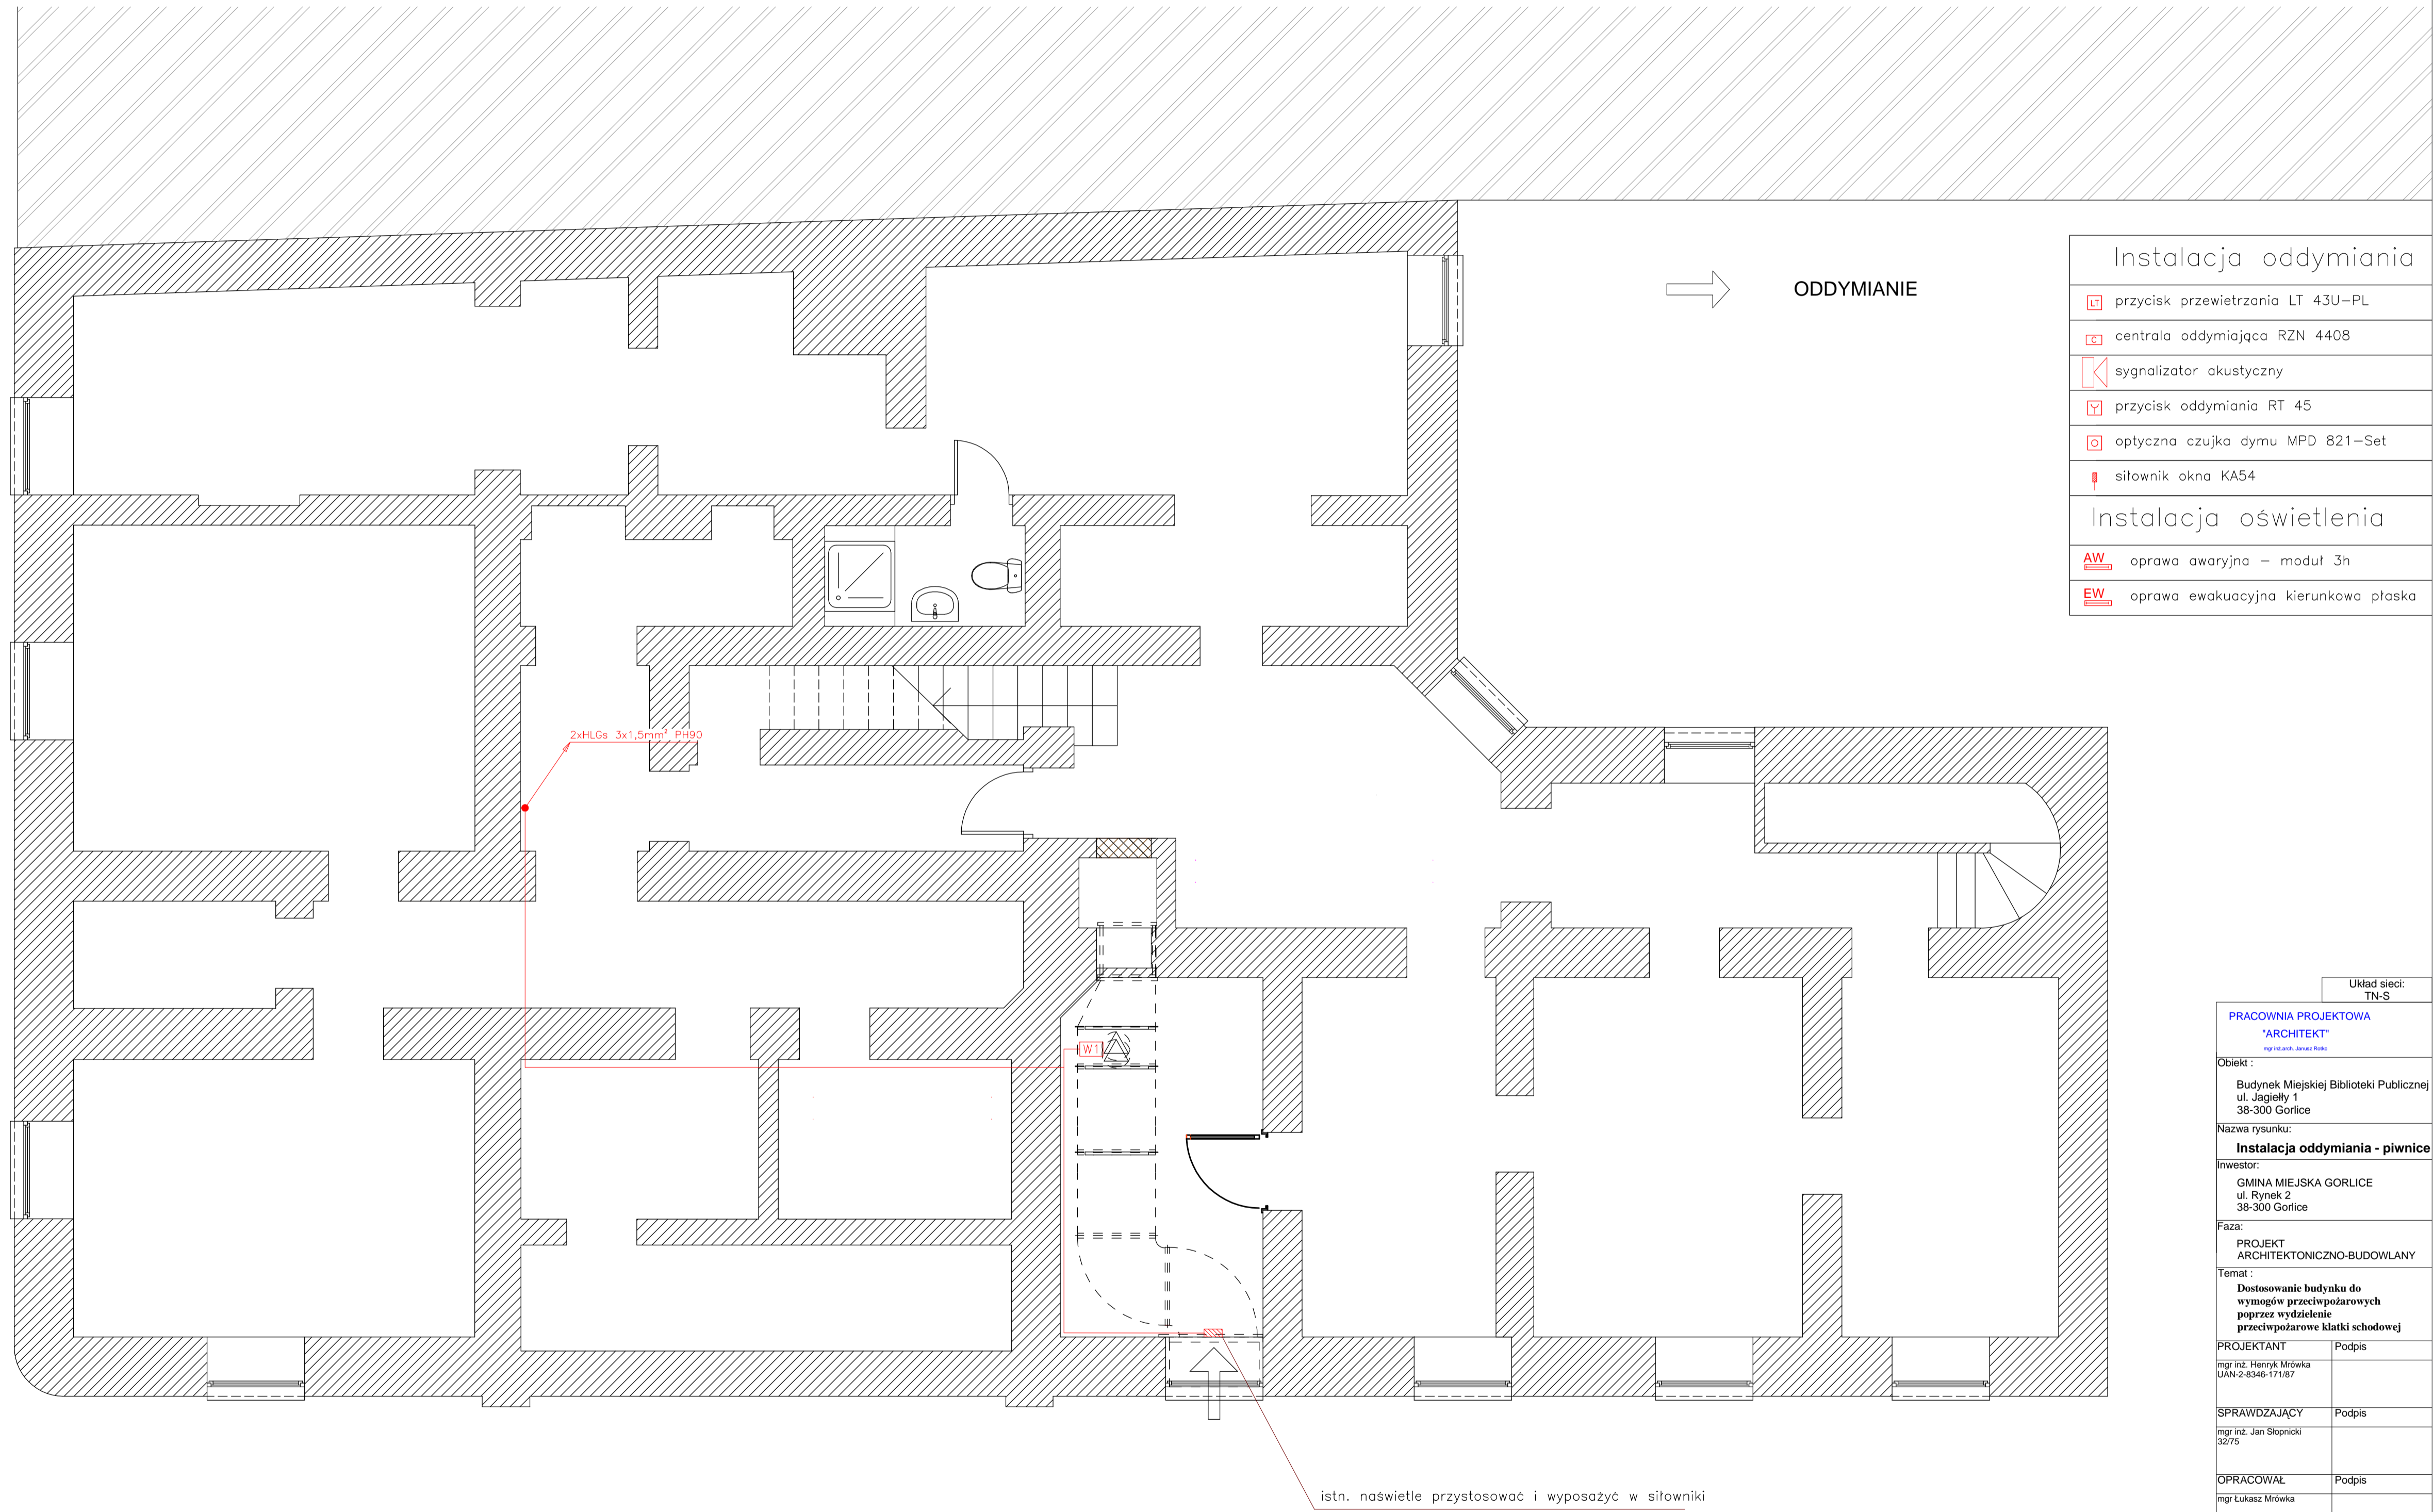 ODDYMIANIE
Instalacja oddymiania
LT przycisk przewietrzania LT 43U-PL
C centrala oddymiająca RZN 4408
sygnalizator akustyczny
przycisk oddymiania RT 45
optyczna czujka dymu MPD 821-Set
siłownik okna KA54
Instalacja oświetlenia
AW oprawa awaryjna - moduł 3h
EW oprawa ewakuacyjna kierunkowa płaska
2xHLGs 3x1,5mm² PH90
W1
istn. naświetle przystosować i wyposażyć w siłowniki
Układ sieci:
TN-S
PRACOWNIA PROJEKTOWA
"ARCHITEKT"
mgr inż.arch. Janusz Rotko
Obiekt :
Budynek Miejskiej Biblioteki Publicznej
ul. Jagiełły 1
38-300 Gorlice
Nazwa rysunku:
Instalacja oddymiania - piwnice
Inwestor:
GMINA MIEJSKA GORLICE
ul. Rynek 2
38-300 Gorlice
Faza:
PROJEKT
ARCHITEKTONICZNO-BUDOWLANY
Temat :
Dostosowanie budynku do
wymogów przeciwpożarowych
poprzez wydzielenie
przeciwpożarowe klatki schodowej
PROJEKTANT Podpis
mgr inż. Henryk Mrówka
UAN-2-8346-171/87
SPRAWDZAJĄCY Podpis
mgr inż. Jan Słopnicki
32/75
OPRACOWAŁ Podpis
mgr Łukasz Mrówka